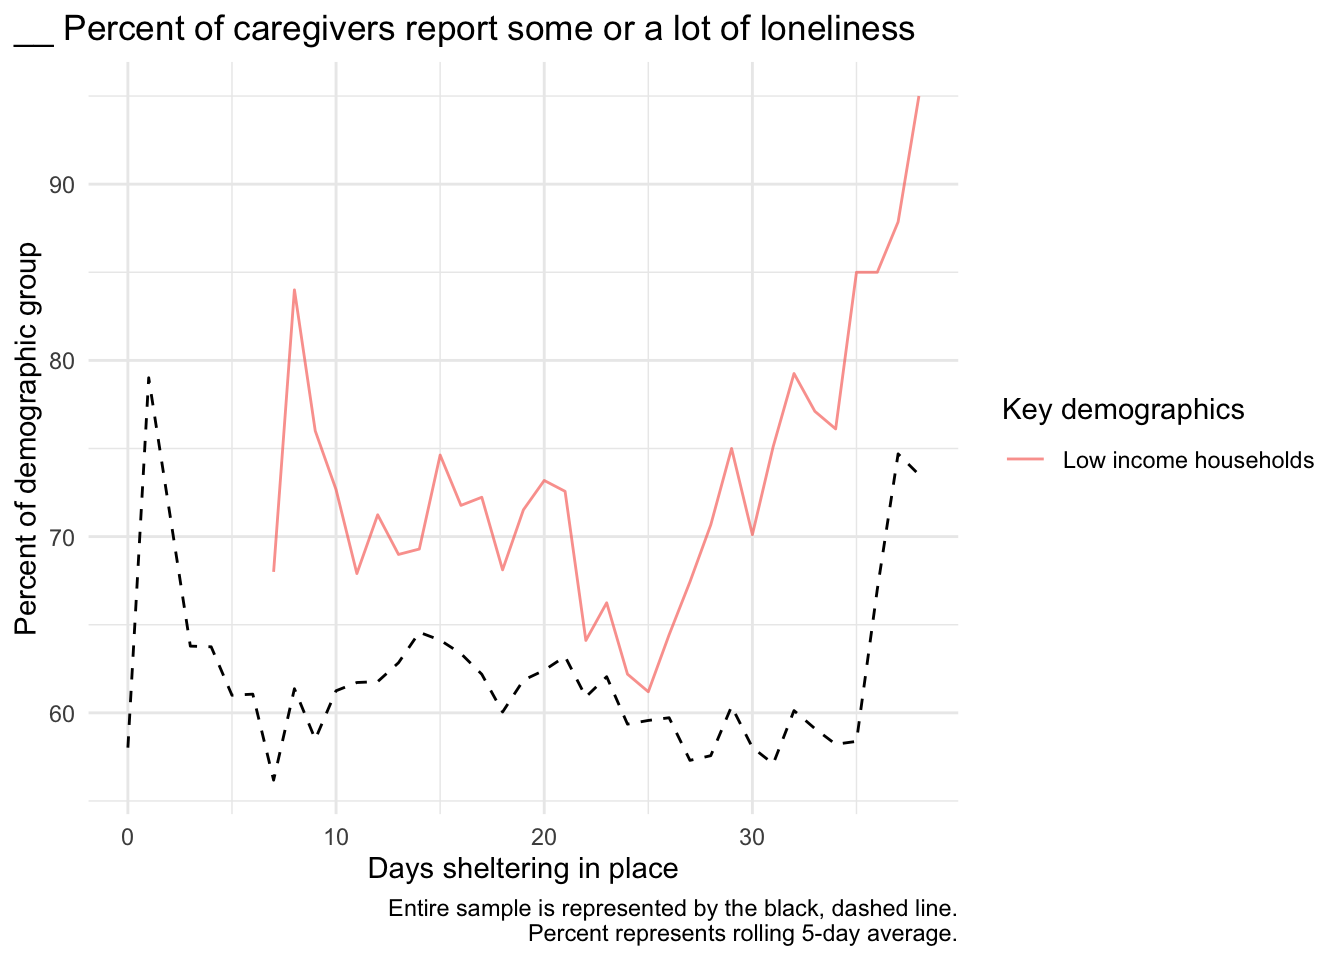 __ Percent of caregivers report some or a lot of loneliness
Percent of demographic group
90
80
70
60
0 10 20 30
Days sheltering in place
Key demographics
Low income households
Entire sample is represented by the black, dashed line.
Percent represents rolling 5-day average.